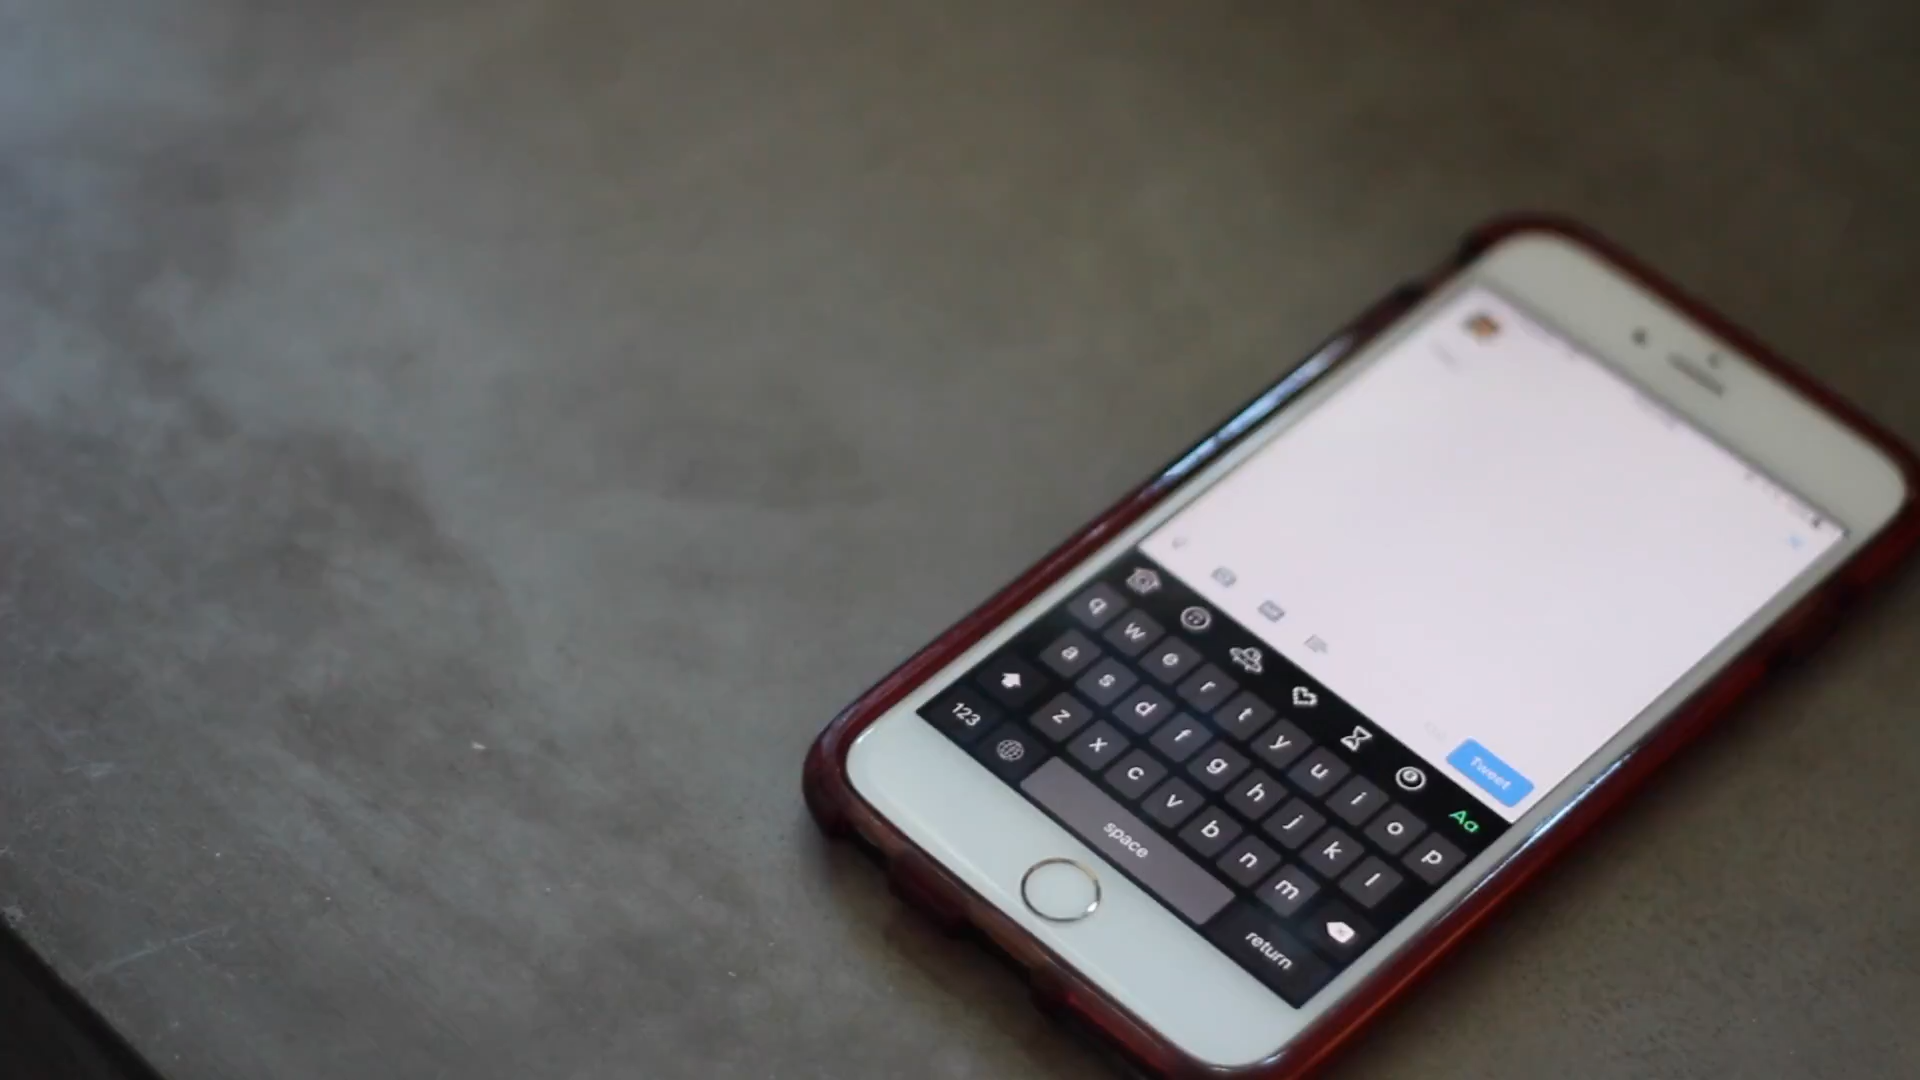 Tweet
Aa
q w e r t y u i o p
a s d f g h j k l
z x c v b n m
123 space return